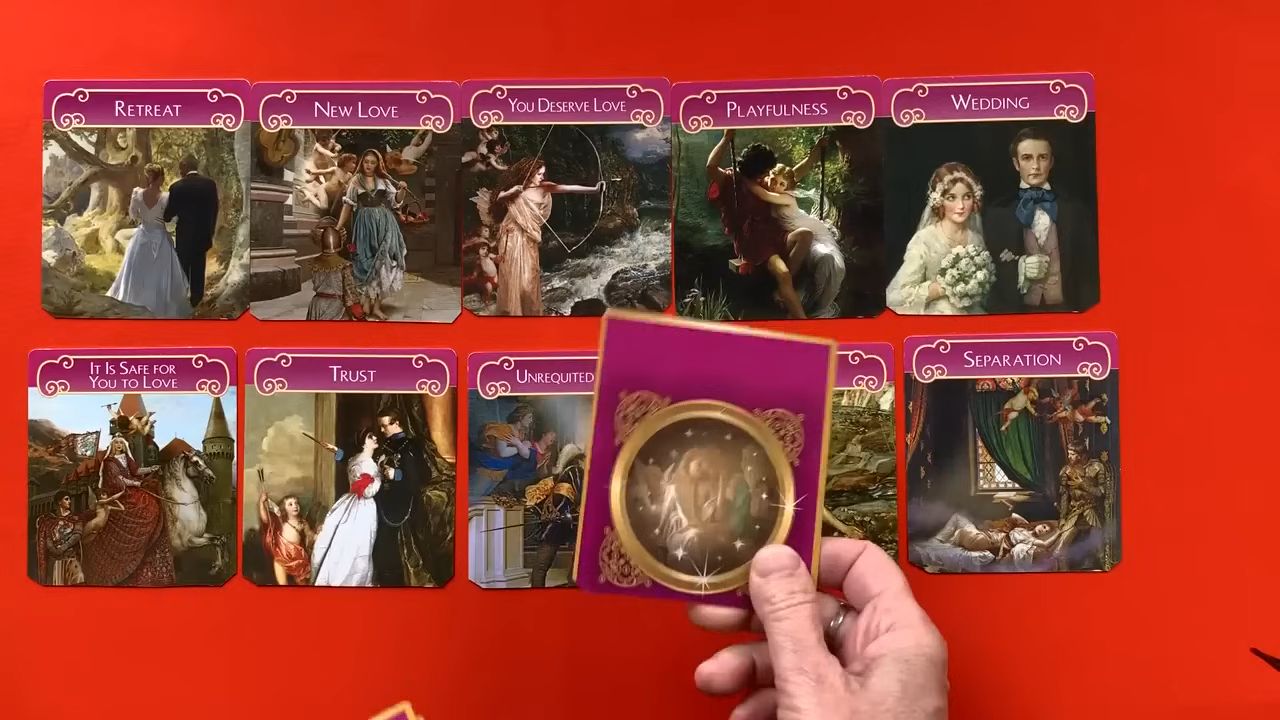 RETREAT
NEW LOVE
YOU DESERVE LOVE
PLAYFULNESS
WEDDING
IT IS SAFE FOR
YOU TO LOVE
TRUST
UNREQUITED
SEPARATION